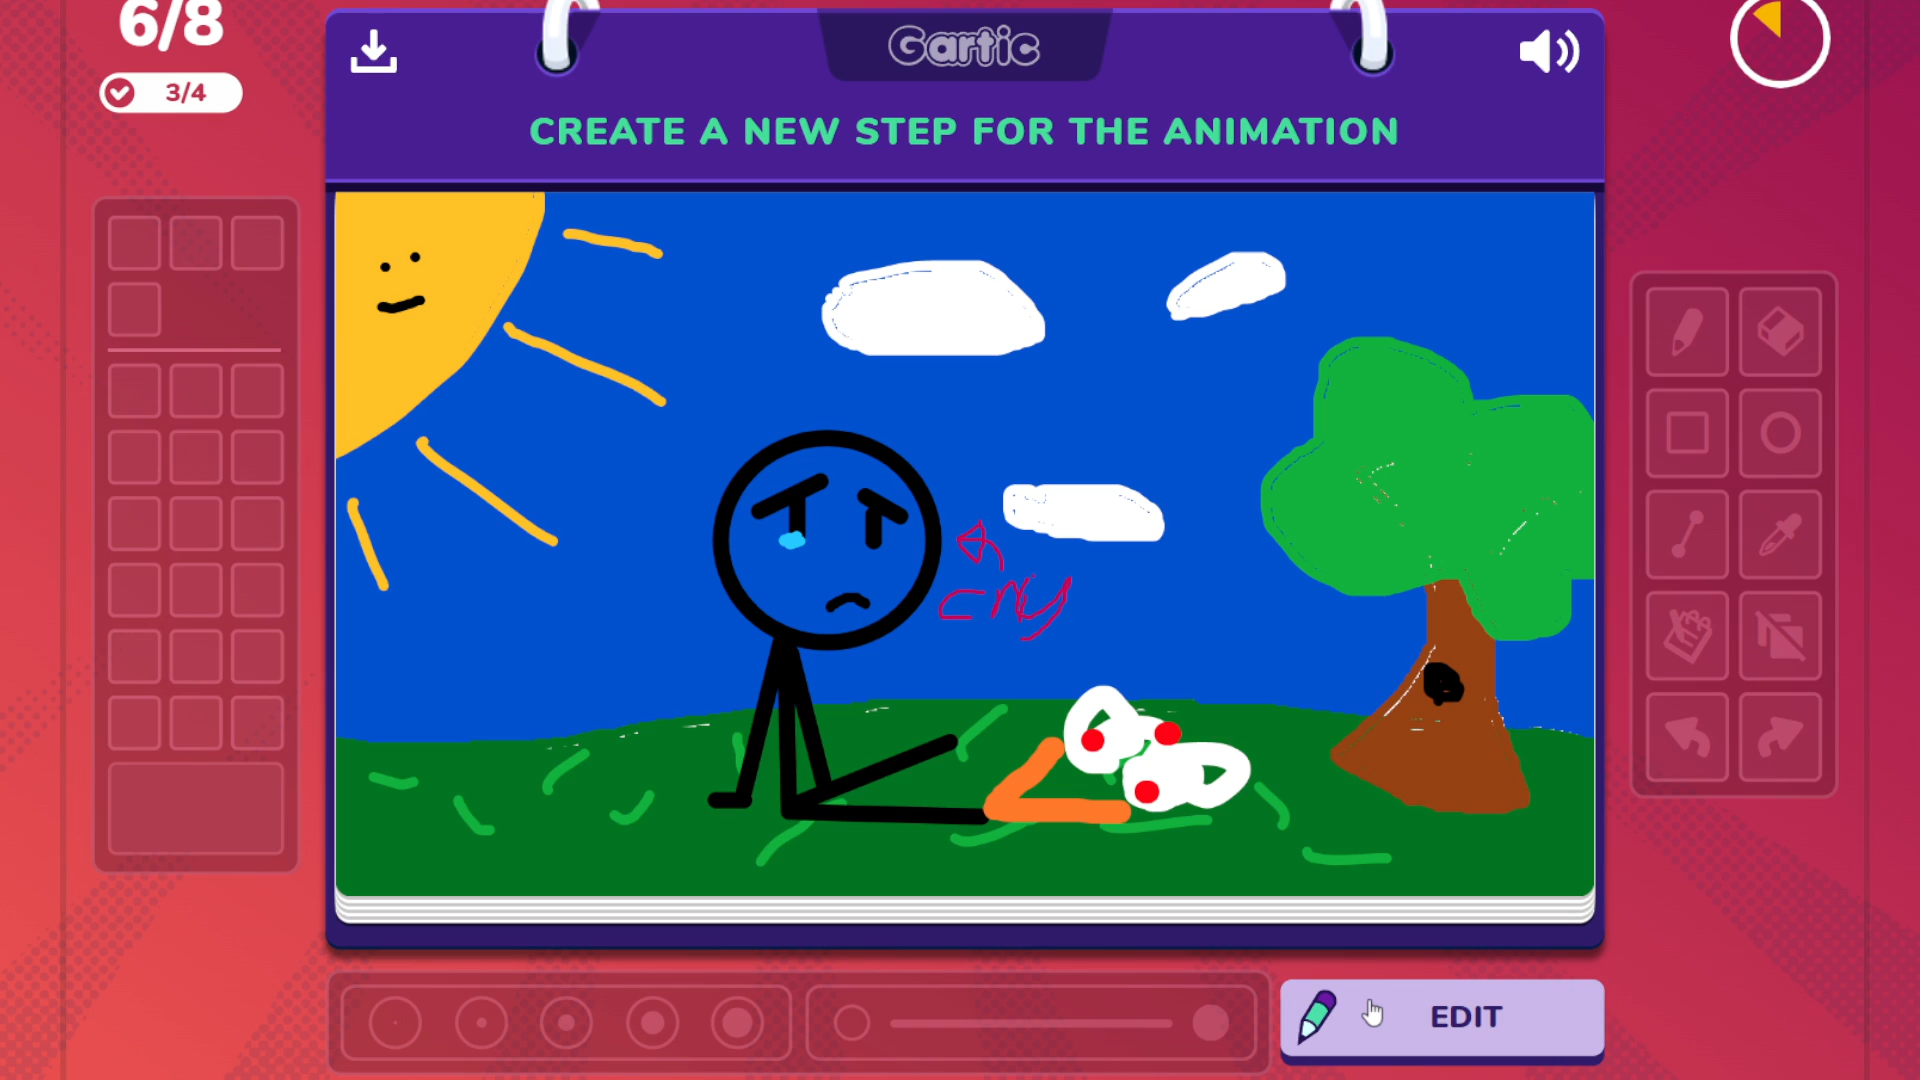 6/8
3/4
Gartic
CREATE A NEW STEP FOR THE ANIMATION
cry
EDIT